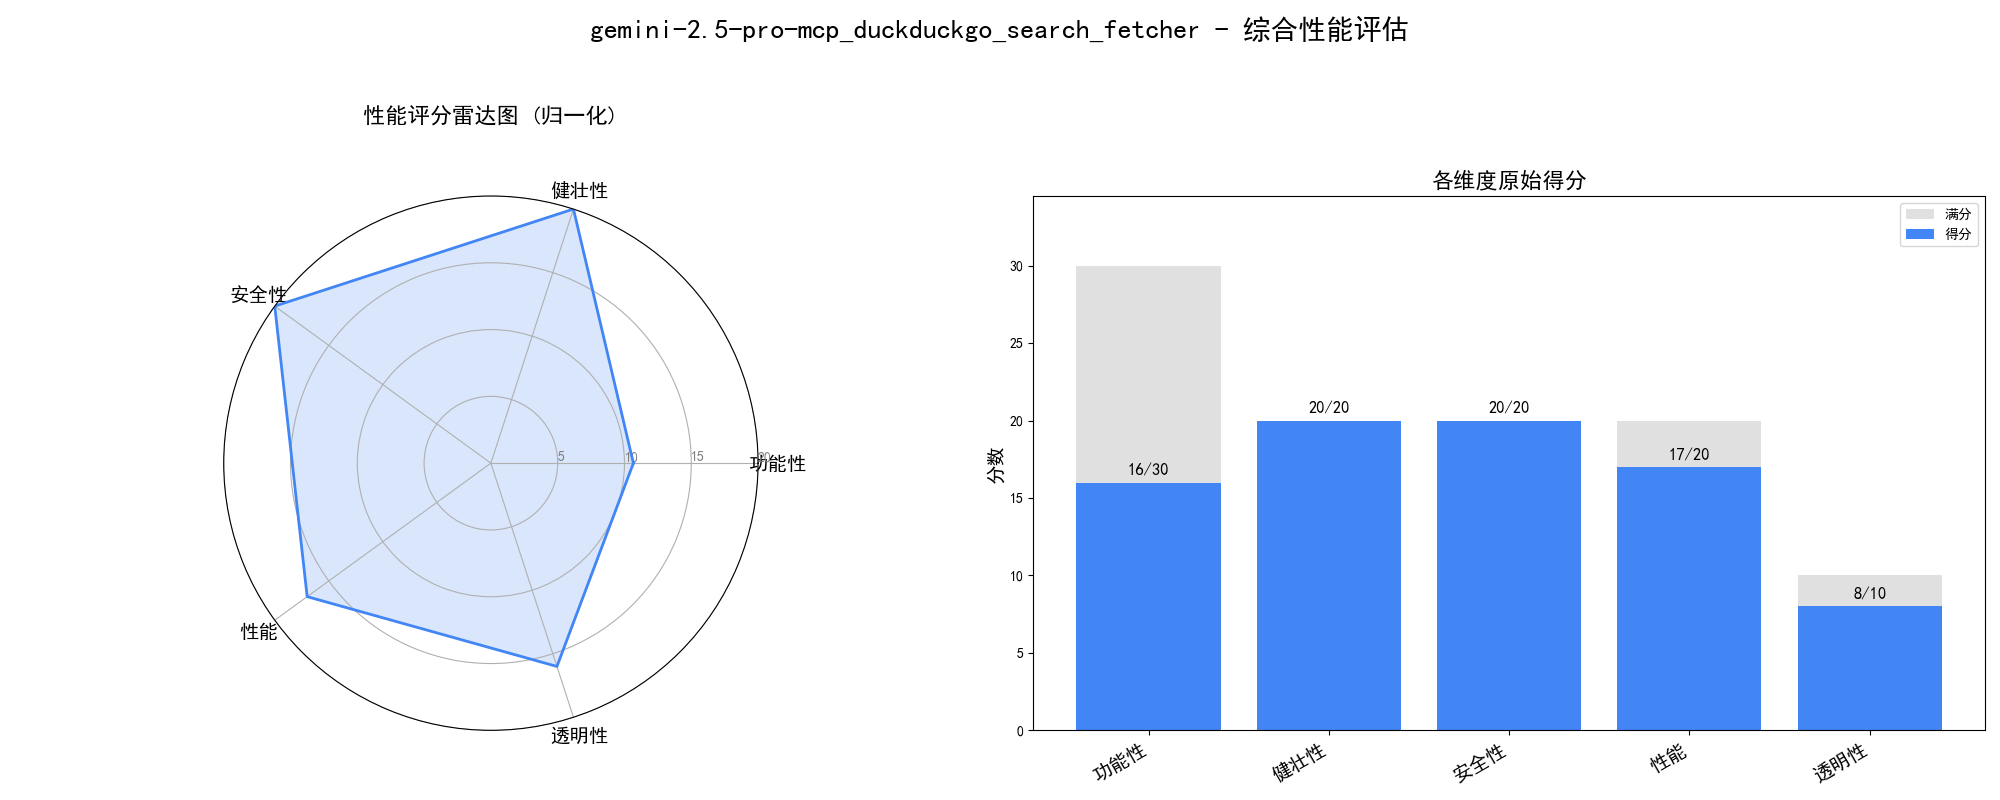 gemini-2.5-pro-mcp_duckduckgo_search_fetcher - 综合性能评估
性能评分雷达图 (归一化)
健壮性
安全性
5
10
15
20
功能性
性能
透明性
各维度原始得分
满分
得分
分数
30
25
20
15
10
5
0
16/30
20/20
20/20
17/20
8/10
功能性
健壮性
安全性
性能
透明性